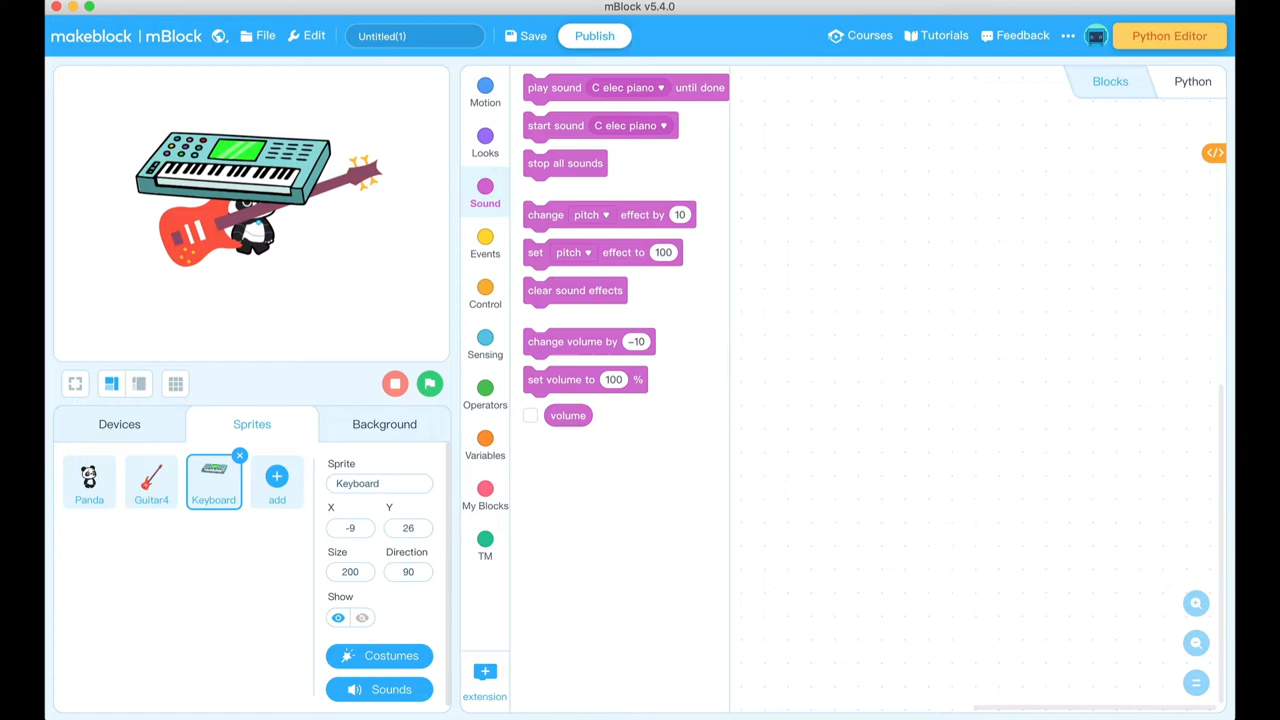 mBlock v5.4.0
makeblock | mBlock File Edit Untitled(1) Save Publish Courses Tutorials Feedback Python Editor
Blocks Python
Motion
Looks
Sound
Events
Control
Sensing
Operators
Variables
My Blocks
TM
extension
play sound C elec piano until done
start sound C elec piano
stop all sounds
change pitch effect by 10
set pitch effect to 100
clear sound effects
change volume by -10
set volume to 100 %
volume
Devices Sprites Background
Panda Guitar4 Keyboard add
Sprite
Keyboard
X Y
-9 26
Size Direction
200 90
Show
Costumes
Sounds